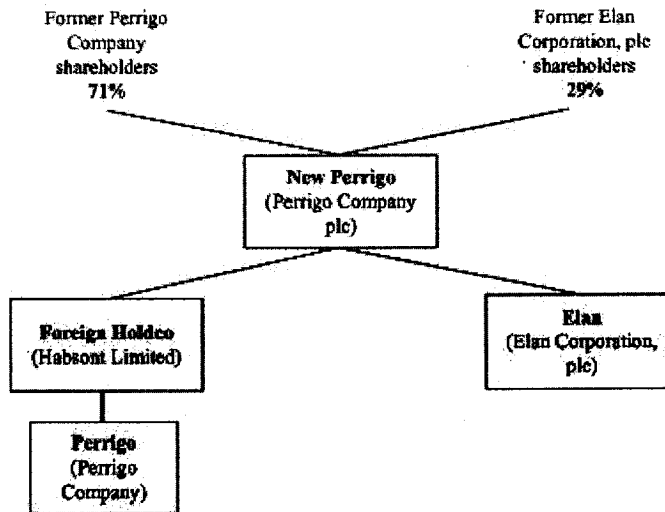 Former Perrigo
Company
shareholders
71%
Former Elan
Corporation, plc
shareholders
29%
New Perrigo
(Perrigo Company
plc)
Foreign Holdco
(Habsont Limited)
Elan
(Elan Corporation,
plc)
Perrigo
(Perrigo
Company)